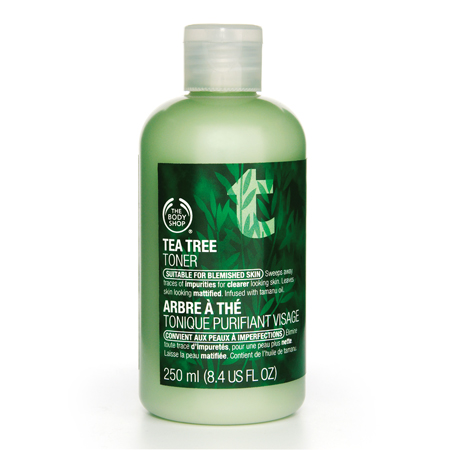 t
THE
BODY
SHOP
®
TEA TREE
TONER
SUITABLE FOR BLEMISHED SKIN Sweeps away
traces of impurities for clearer looking skin. Leaves
skin looking mattified. Infused with tamanu oil.
ARBRE À THÉ
TONIQUE PURIFIANT VISAGE
CONVIENT AUX PEAUX À IMPERFECTIONS Élimine
toute trace d'impuretés, pour une peau plus nette.
Laisse la peau matifiée. Contient de l'huile de tamanu.
250 ml (8.4 US FL OZ)